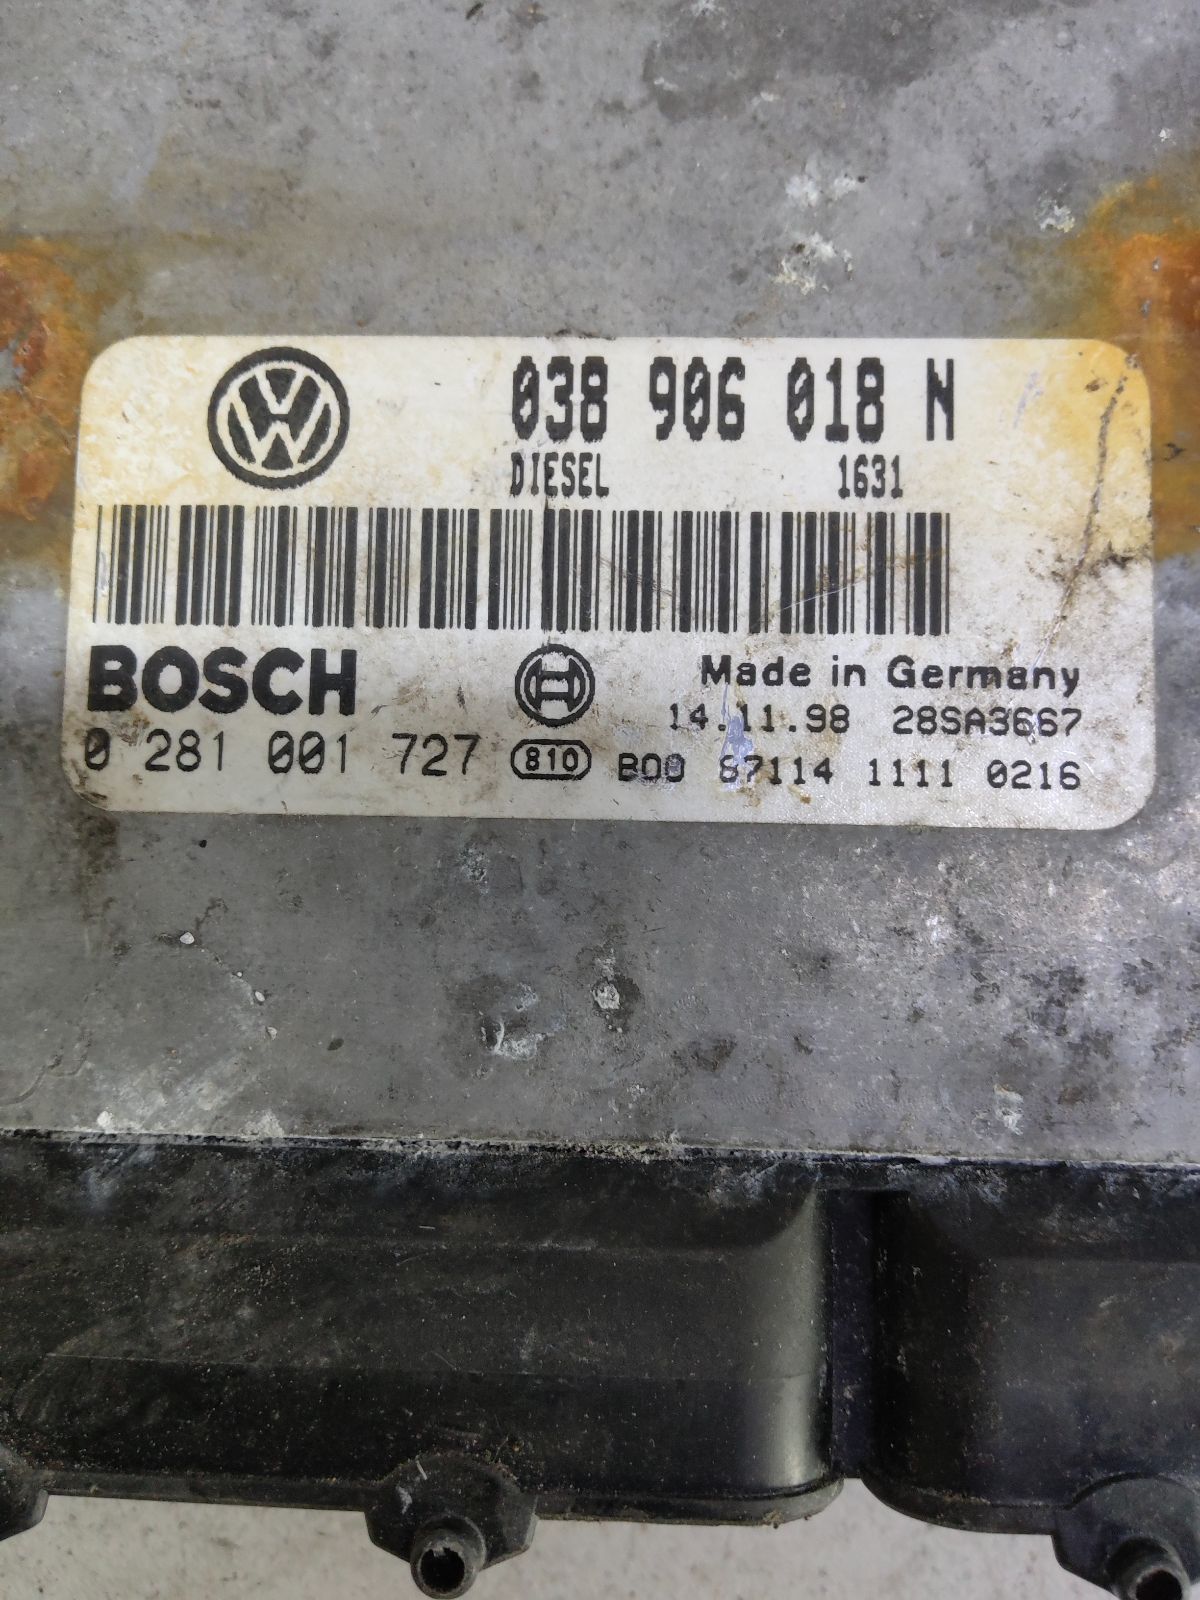 038 906 018 N
DIESEL 1631
BOSCH Made in Germany
14.11.98 28SA3667
0 281 001 727 810 B00 87114 1111 0216